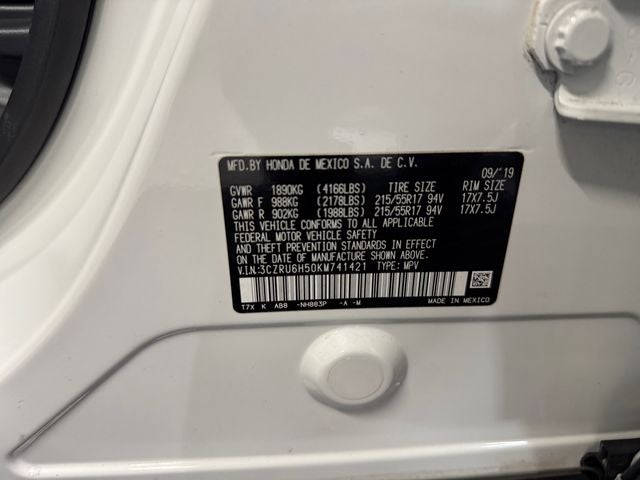 MFD.BY HONDA DE MEXICO S.A. DE C.V. 09/'19
GVWR 1890KG (4166LBS) TIRE SIZE RIM SIZE
GAWR F 988KG (2178LBS) 215/55R17 94V 17X7.5J
GAWR R 902KG (1988LBS) 215/55R17 94V 17X7.5J
THIS VEHICLE CONFORMS TO ALL APPLICABLE
FEDERAL MOTOR VEHICLE SAFETY
AND THEFT PREVENTION STANDARDS IN EFFECT
ON THE DATE OF MANUFACTURE SHOWN ABOVE.
V.I.N:3CZRU6H50KM741421 TYPE: MPV
T7X K AB8 -NH883P -A -M MADE IN MEXICO